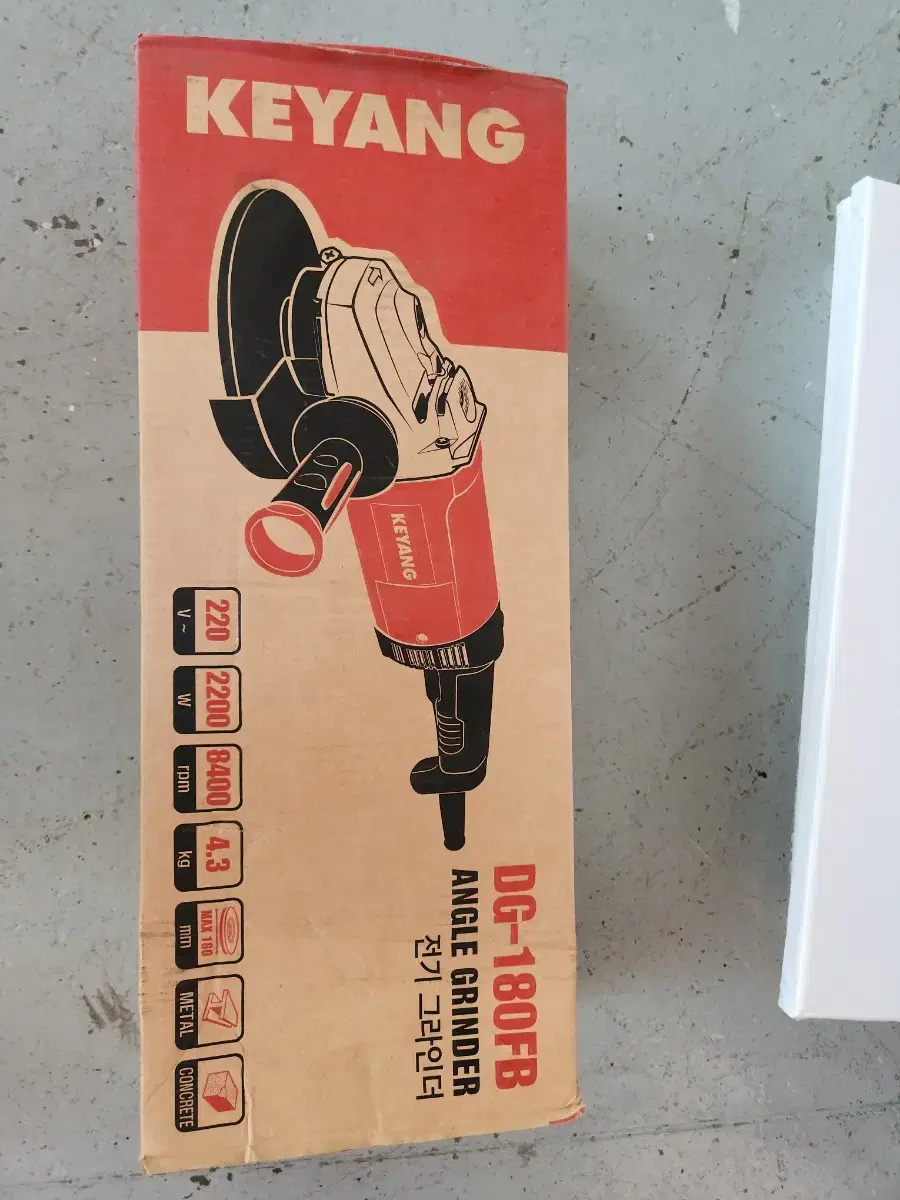 KEYANG
KEYANG
220
V~
2200
W
8400
rpm
4.3
kg
MAX 180
mm
METAL
CONCRETE
DG-180FB
ANGLE GRINDER
전기 그라인더